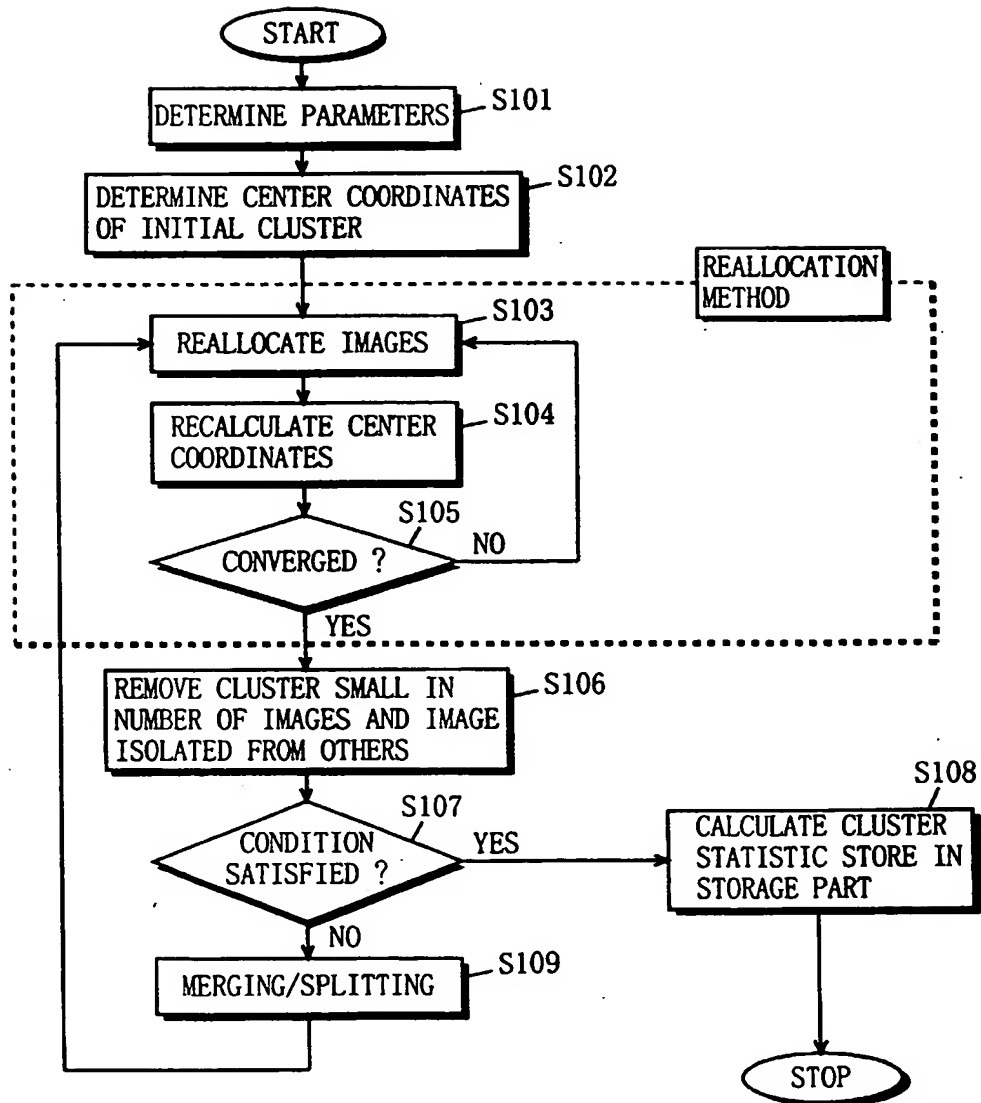 START
S101
DETERMINE PARAMETERS
S102
DETERMINE CENTER COORDINATES
OF INITIAL CLUSTER
REALLOCATION
METHOD
S103
REALLOCATE IMAGES
S104
RECALCULATE CENTER
COORDINATES
S105
CONVERGED ?
NO
YES
S106
REMOVE CLUSTER SMALL IN
NUMBER OF IMAGES AND IMAGE
ISOLATED FROM OTHERS
S107
CONDITION
SATISFIED ?
YES
S108
CALCULATE CLUSTER
STATISTIC STORE IN
STORAGE PART
NO
S109
MERGING/SPLITTING
STOP